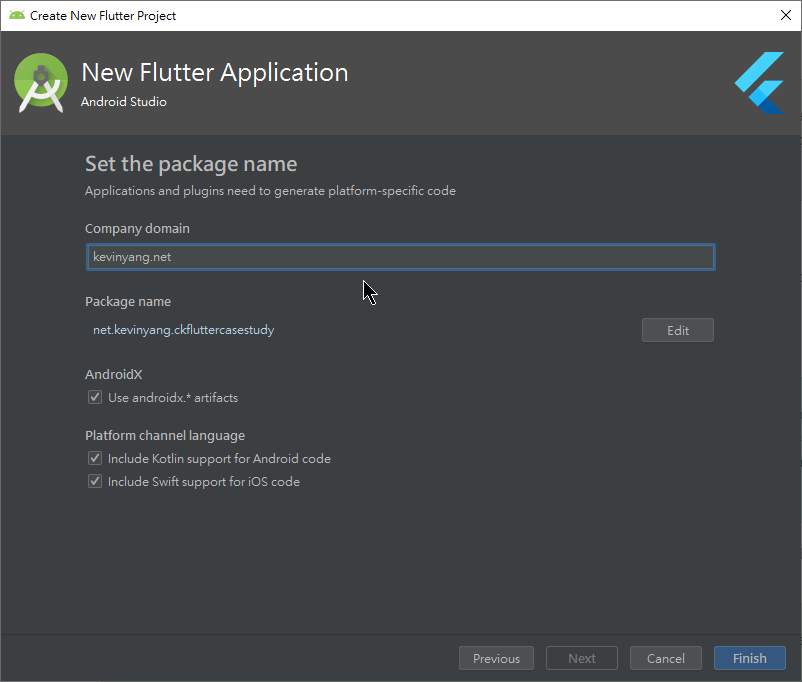 Create New Flutter Project
New Flutter Application
Android Studio
Set the package name
Applications and plugins need to generate platform-specific code
Company domain
kevinyang.net
Package name
net.kevinyang.ckfluttercasestudy
Edit
AndroidX
Use androidx.* artifacts
Platform channel language
Include Kotlin support for Android code
Include Swift support for iOS code
Previous
Next
Cancel
Finish